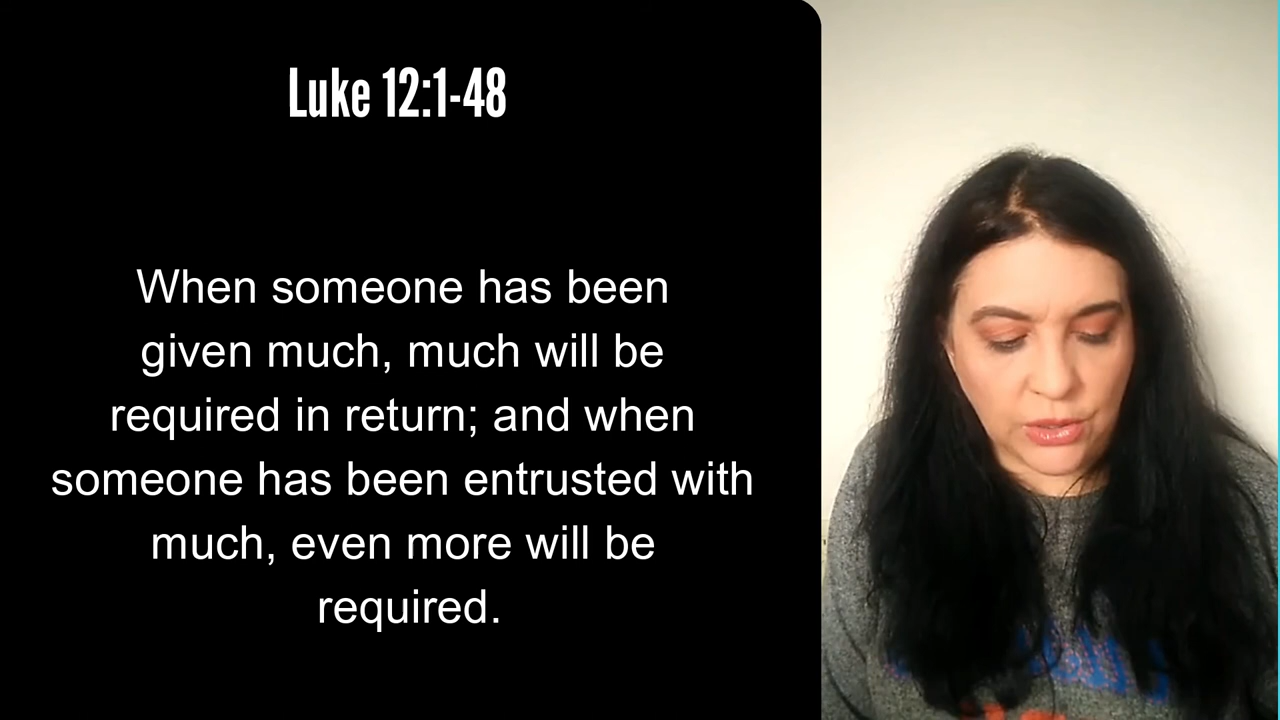 Luke 12:1-48
When someone has been
given much, much will be
required in return; and when
someone has been entrusted with
much, even more will be
required.